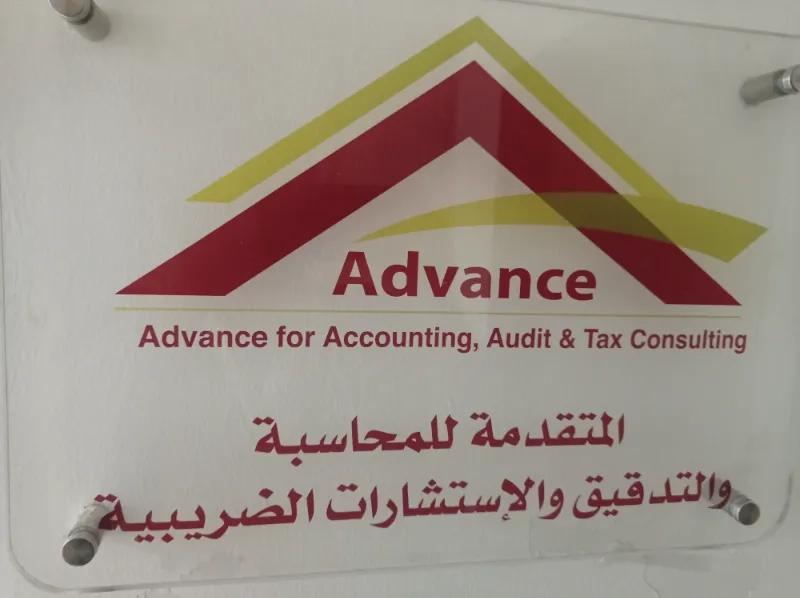 Advance
Advance for Accounting, Audit & Tax Consulting
المتقدمة للمحاسبة
والتدقيق والإستشارات الضريبية